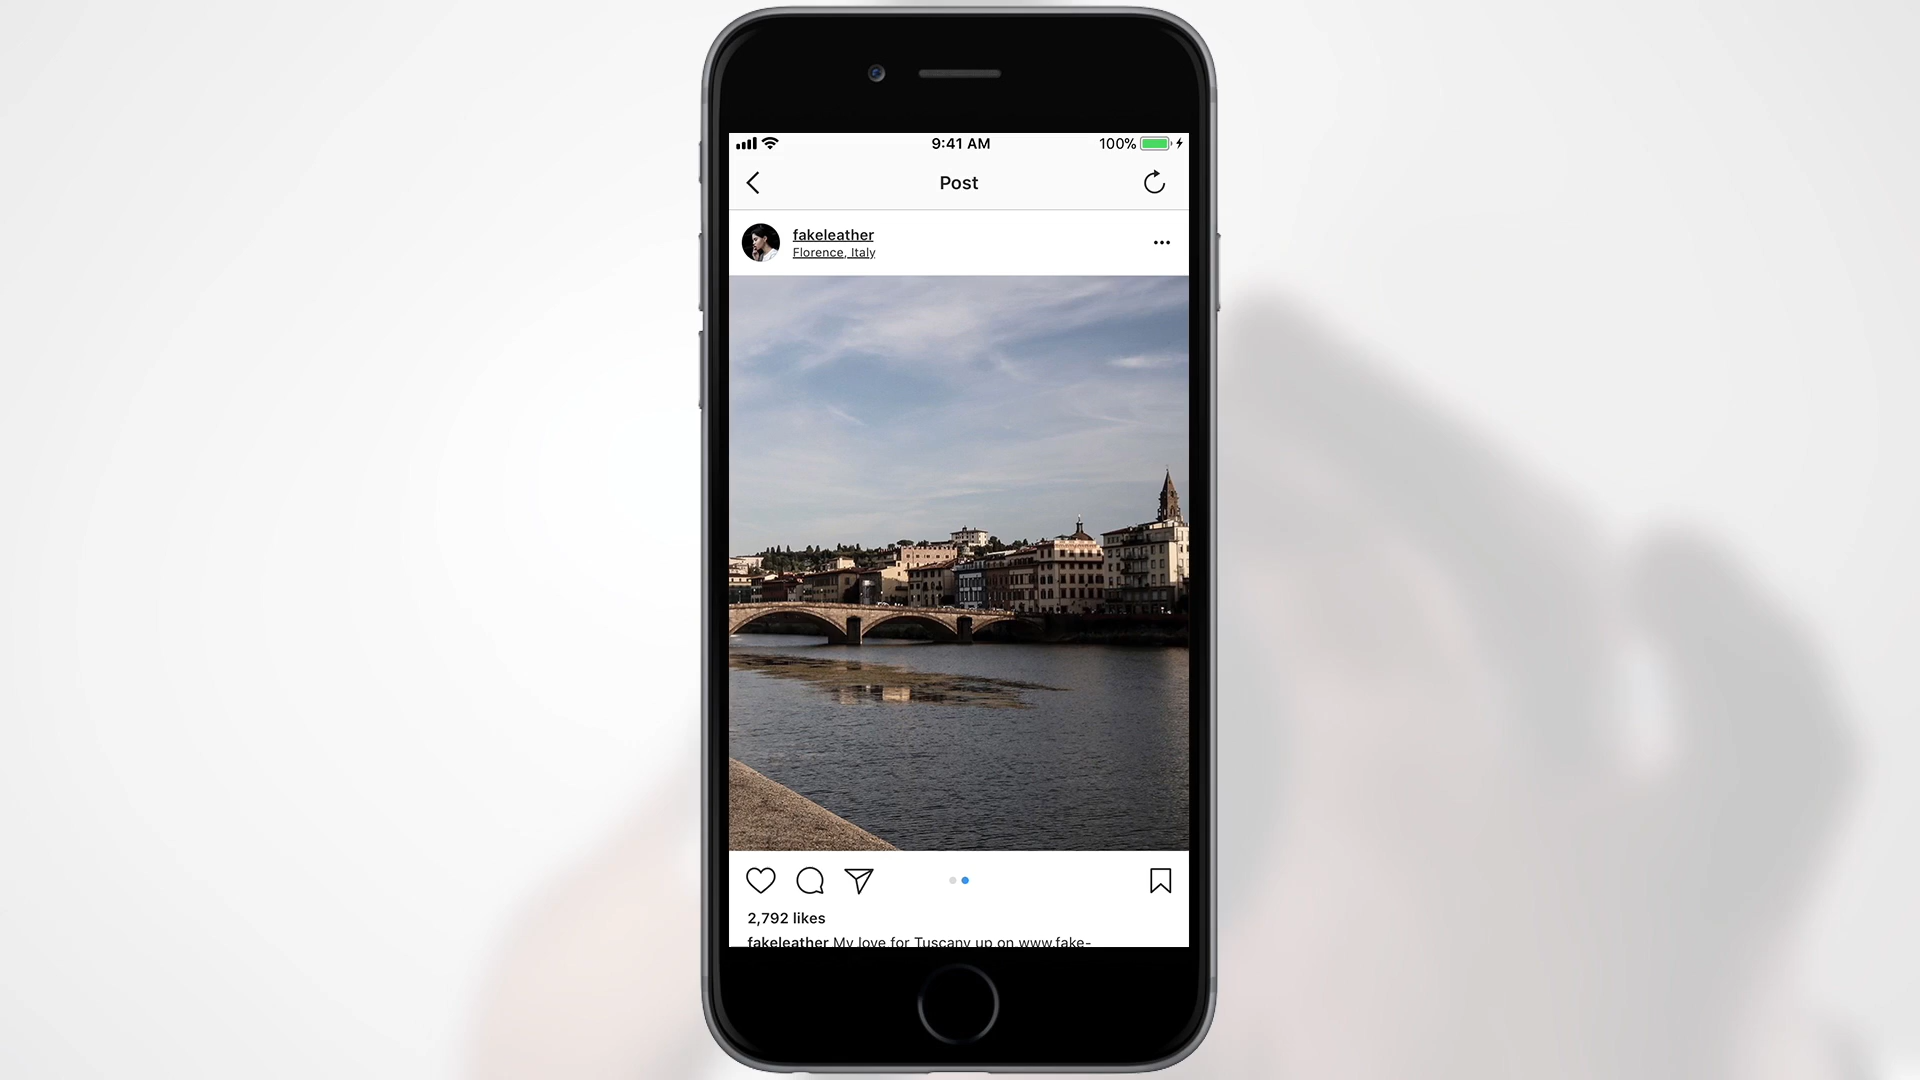 9:41 AM
100%
Post
fakeleather
Florence, Italy
2,792 likes
fakeleather My love for Tuscany up on www.fake-